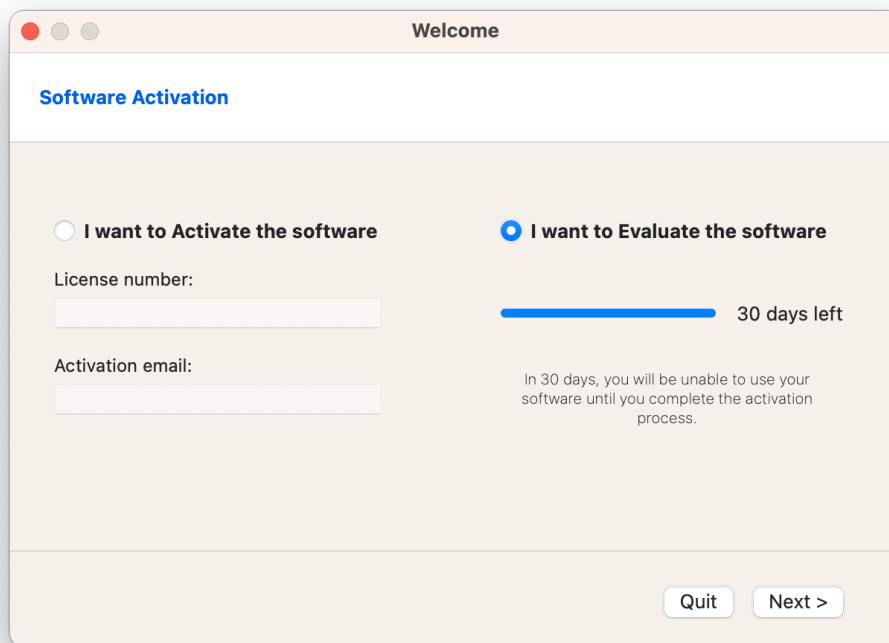 Welcome
Software Activation
I want to Activate the software
License number:
Activation email:
I want to Evaluate the software
30 days left
In 30 days, you will be unable to use your
software until you complete the activation
process.
Quit
Next >